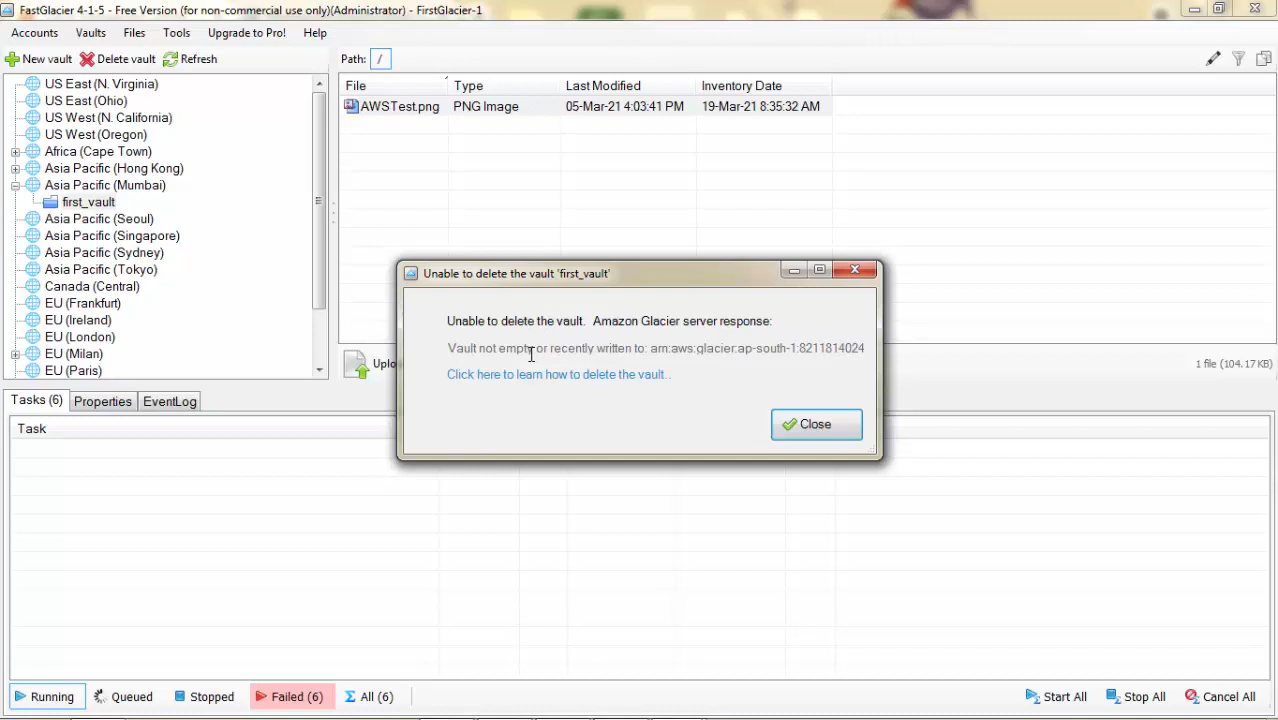 FastGlacier 4-1-5 - Free Version (for non-commercial use only)(Administrator) - FirstGlacier-1
Accounts Vaults Files Tools Upgrade to Pro! Help
New vault Delete vault Refresh
Path: /
US East (N. Virginia)
US East (Ohio)
US West (N. California)
US West (Oregon)
Africa (Cape Town)
Asia Pacific (Hong Kong)
Asia Pacific (Mumbai)
first_vault
Asia Pacific (Seoul)
Asia Pacific (Singapore)
Asia Pacific (Sydney)
Asia Pacific (Tokyo)
Canada (Central)
EU (Frankfurt)
EU (Ireland)
EU (London)
EU (Milan)
EU (Paris)
File Type Last Modified Inventory Date
AWSTest.png PNG Image 05-Mar-21 4:03:41 PM 19-Mar-21 8:35:32 AM
Unable to delete the vault 'first_vault'
Unable to delete the vault. Amazon Glacier server response:
Vault not empty or recently written to: arn:aws:glacier:ap-south-1:8211814024
Click here to learn how to delete the vault..
Close
Uplo
1 file (104.17 KB)
Tasks (6) Properties EventLog
Task
Running Queued Stopped Failed (6) All (6) Start All Stop All Cancel All